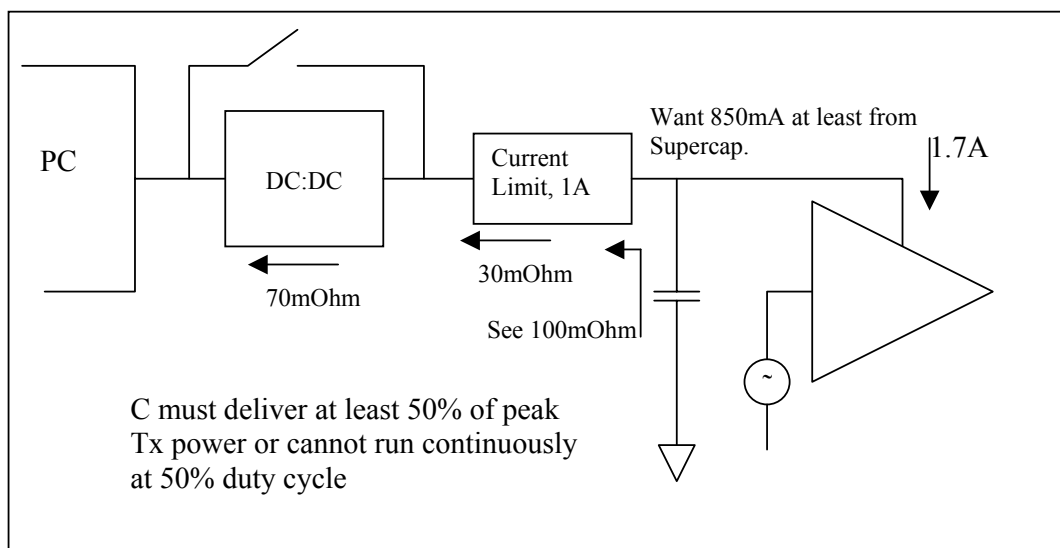 PC
DC:DC
Current
Limit, 1A
Want 850mA at least from
Supercap.
1.7A
70mOhm
30mOhm
See 100mOhm
~
C must deliver at least 50% of peak
Tx power or cannot run continuously
at 50% duty cycle